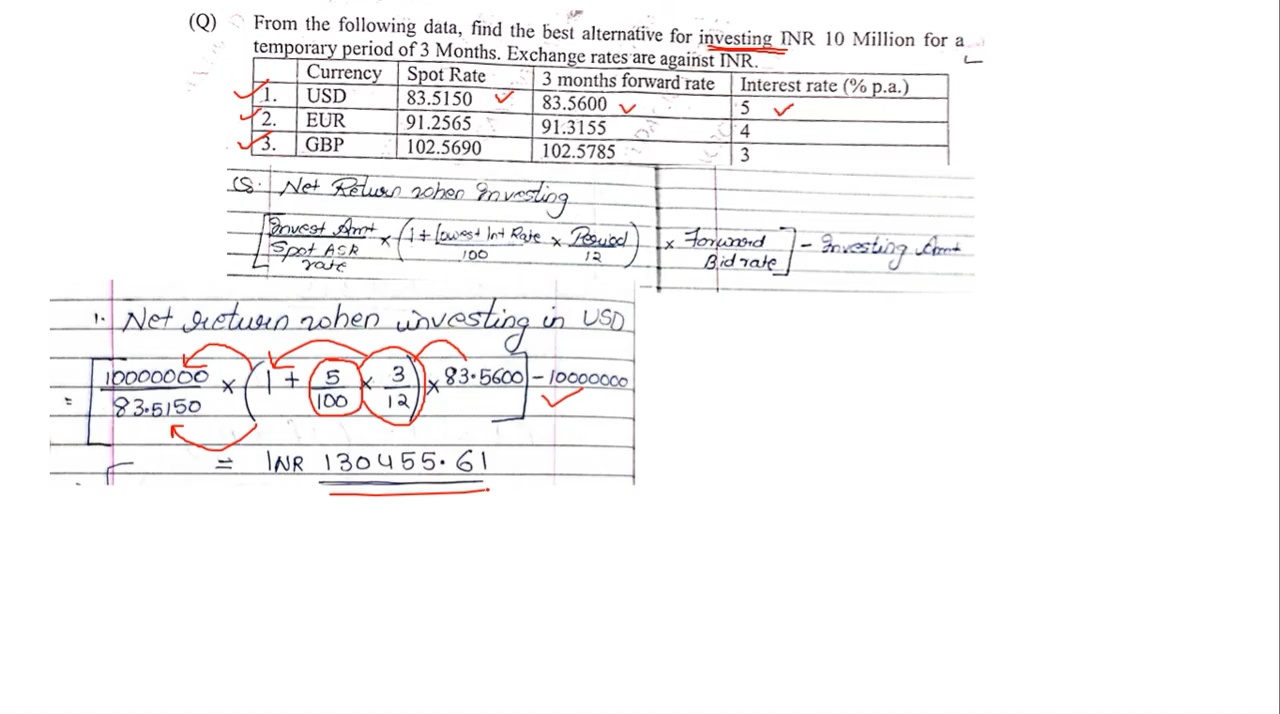 (Q) From the following data, find the best alternative for investing INR 10 Million for a
temporary period of 3 Months. Exchange rates are against INR.
Currency Spot Rate 3 months forward rate Interest rate (% p.a.)
1. USD 83.5150 83.5600 5
2. EUR 91.2565 91.3155 4
3. GBP 102.5690 102.5785 3
Net Return when Investing
[Invest Amt / Spot ASK rate × (1 + lowest Int Rate / 100 × Period / 12) × Forward Bid rate] - Investing Amt
1. Net return when investing in USD
= [10000000 / 83.5150 × (1 + 5 / 100 × 3 / 12) × 83.5600] - 10000000
= INR 130455.61